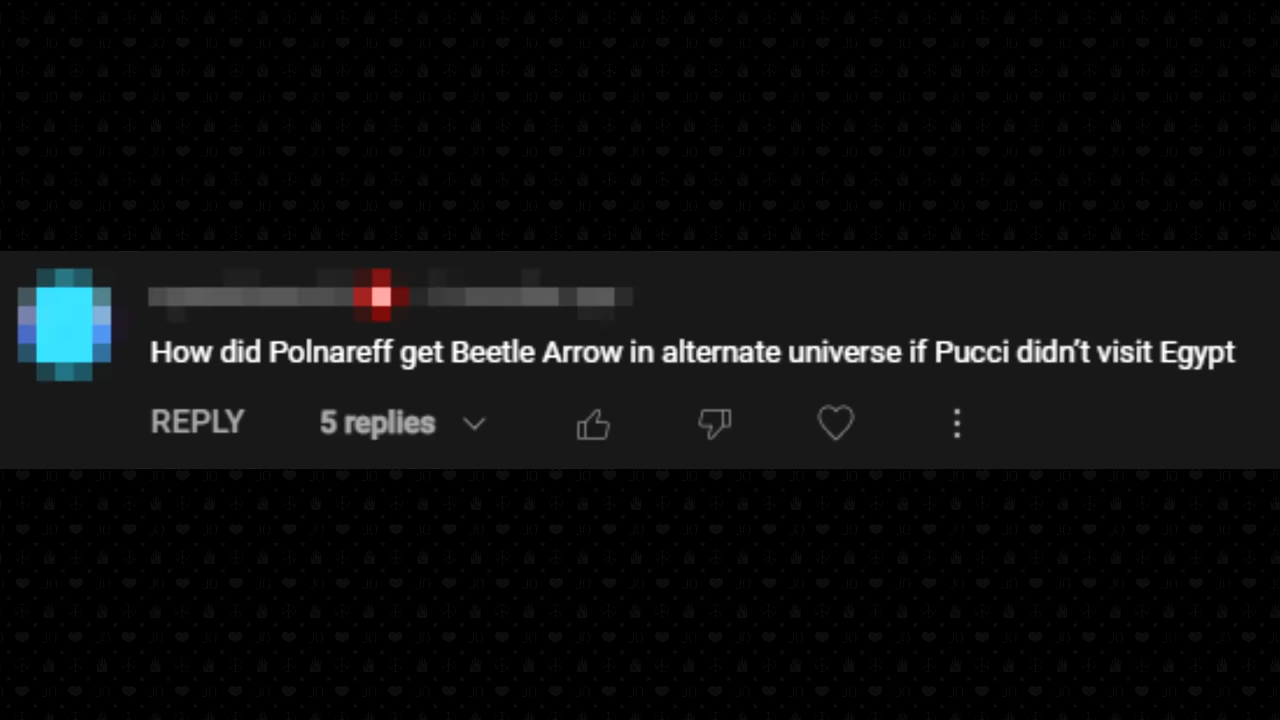 How did Polnareff get Beetle Arrow in alternate universe if Pucci didn’t visit Egypt
REPLY 5 replies